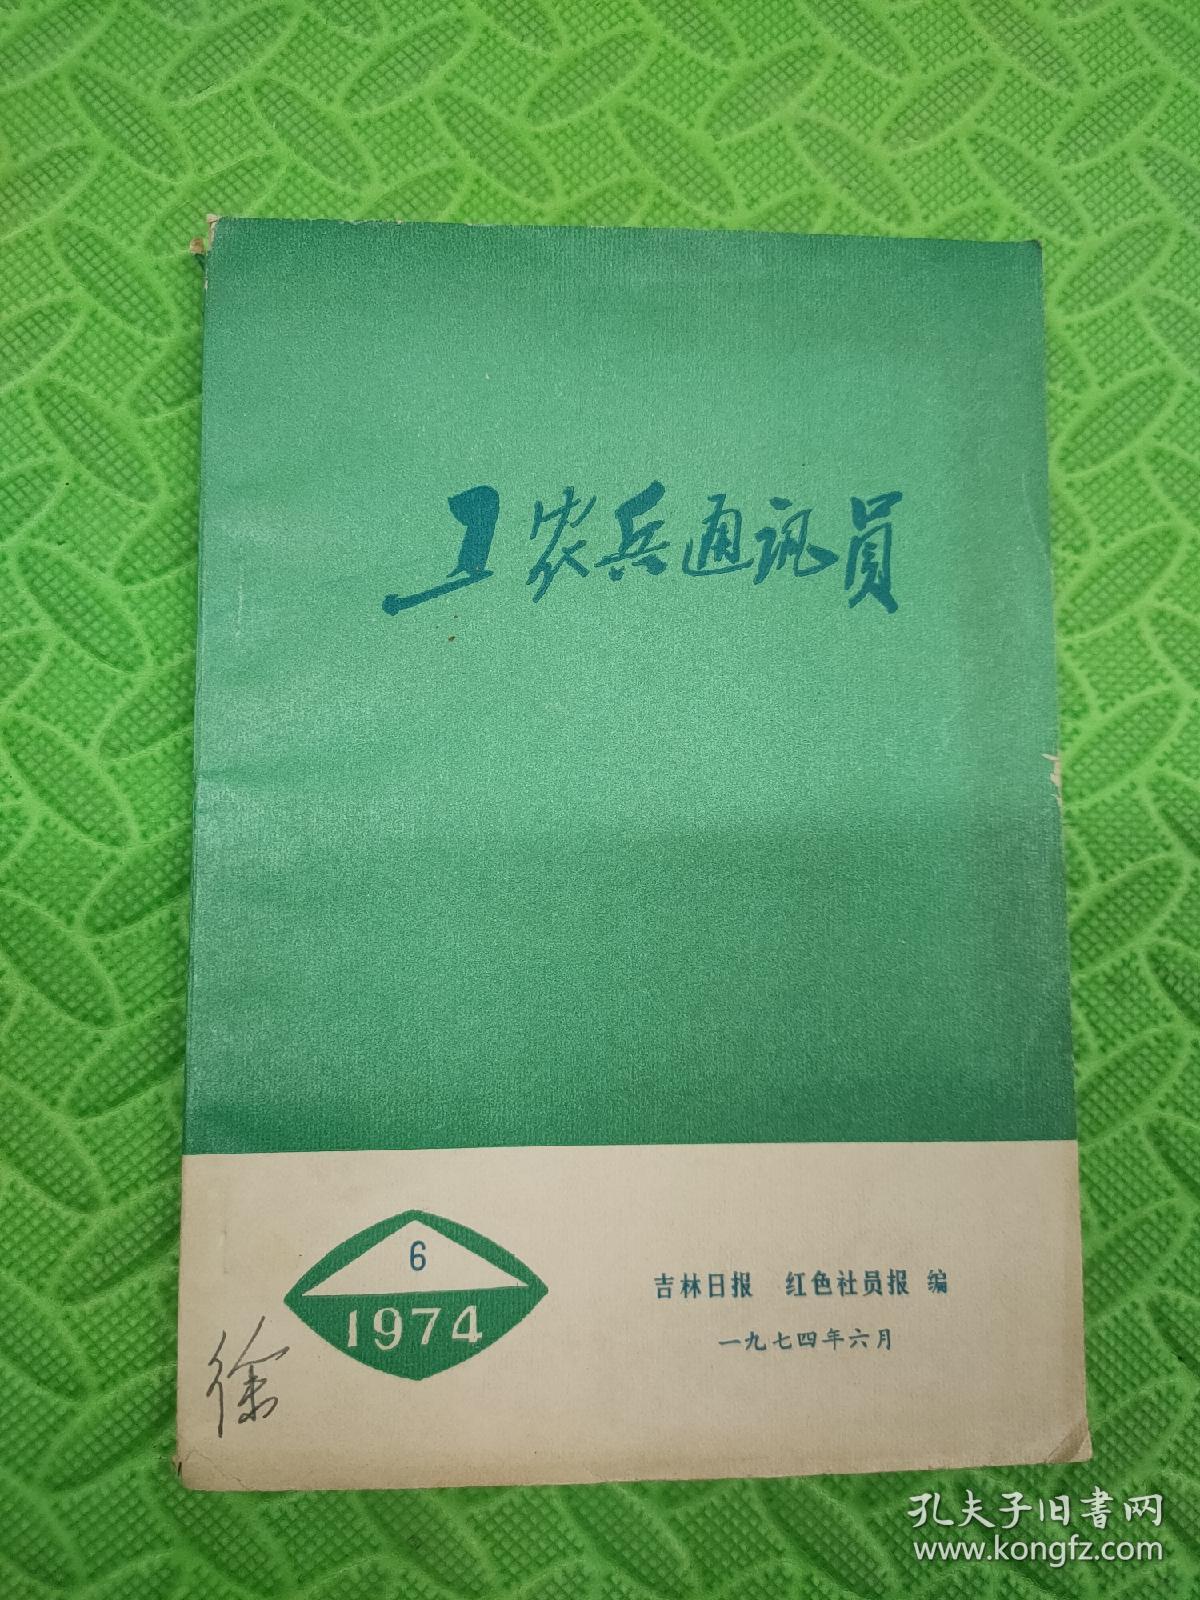 工农兵通讯员
6
1974
吉林日报 红色社员报 编
一九七四年六月
徐
孔夫子旧书网
www.kongfz.com